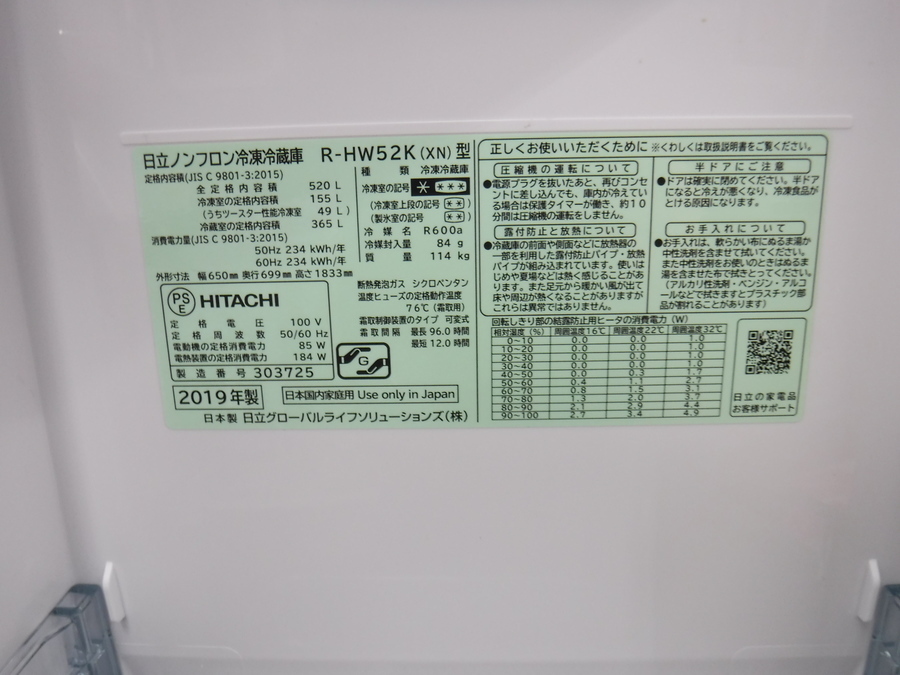 日立ノンフロン冷凍冷蔵庫 R-HW52K(XN)型
定格内容積(JIS C 9801-3:2015)
全定格内容積 520 L
冷凍室の定格内容積 155 L
(うちツースター性能冷凍室 49 L)
冷蔵室の定格内容積 365 L
消費電力量(JIS C 9801-3:2015)
50Hz 234 kWh/年
60Hz 234 kWh/年
外形寸法 幅650mm 奥行699mm 高さ1833mm
種類 冷凍冷蔵庫
冷凍室の記号 * ***
(冷凍室上段の記号 **)
(製氷室の記号 **)
冷媒名 R600a
冷媒封入量 84 g
質量 114 kg
断熱発泡ガス シクロペンタン
温度ヒューズの定格動作温度
76℃(霜取用)
霜取制御装置のタイプ 可変式
霜取間隔 最長 96.0 時間
最短 12.0 時間
PSE HITACHI
定格電圧 100 V
定格周波数 50/60 Hz
電動機の定格消費電力 85 W
電熱装置の定格消費電力 184 W
製造番号 303725
G
2019年製 日本国内家庭用 Use only in Japan
日本製 日立グローバルライフソリューションズ(株)
正しくお使いいただくために ※くわしくは取扱説明書をご覧ください。
圧縮機の運転について
●電源プラグを抜いたあと、再びコンセ
ントに差し込んでも、庫内が冷えてい
る場合は保護タイマーが働き、約10
分間は圧縮機の運転をしません。
露付防止と放熱について
●冷蔵庫の前面や側面などに放熱器の
一部を利用した露付防止パイプ・放熱
パイプが組み込まれています。使いは
じめや夏場などは熱く感じることがあり
ます。また足元から暖かい風が出て
床や周辺が熱くなることがありますが
これらは異常ではありません。
半ドアにご注意
●ドアは確実に閉めてください。半ドア
になると冷えが悪くなり、冷凍食品が
とける原因になります。
お手入れについて
●お手入れは、軟らかい布にぬるま湯か
中性洗剤を含ませて拭いてください。
また中性洗剤をお使いのときはぬるま
湯を含ませた布で拭きとってください。
(アルカリ性洗剤・ベンジン・アルコ
ールなどで拭きますとプラスチック部
品が割れることがあります。)
回転しきり部の結露防止用ヒータの消費電力(W)
相対湿度(%) 周囲温度16℃ 周囲温度22℃ 周囲温度32℃
0~10 0.0 0.0 1.0
10~20 0.0 0.0 1.0
20~30 0.0 0.0 1.0
30~40 0.0 0.0 1.0
40~50 0.0 0.3 1.7
50~60 0.4 1.1 2.7
60~70 0.8 1.5 3.1
70~80 1.3 2.0 3.7
80~90 2.1 2.9 4.4
90~100 2.7 3.4 4.9
日立の家電品
お客様サポート